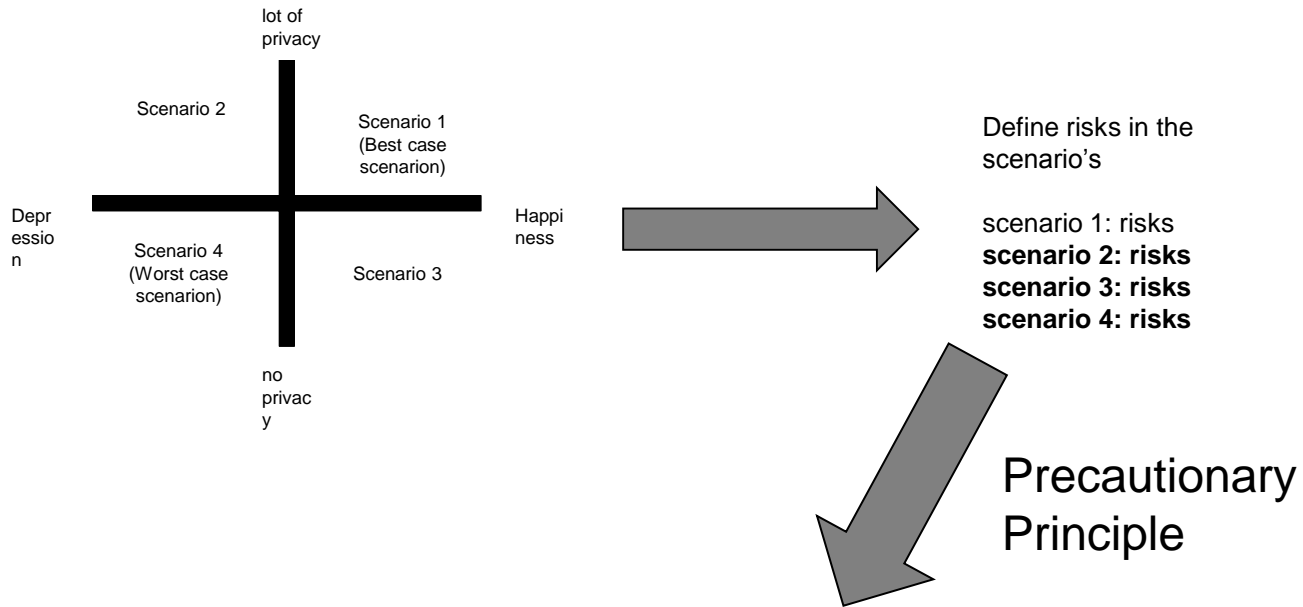 lot of
privacy
Scenario 2
Scenario 1
(Best case
scenarion)
Depr
essio
n
Happi
ness
Scenario 4
(Worst case
scenarion)
Scenario 3
no
privac
y
Define risks in the
scenario's
scenario 1: risks
scenario 2: risks
scenario 3: risks
scenario 4: risks
Precautionary
Principle